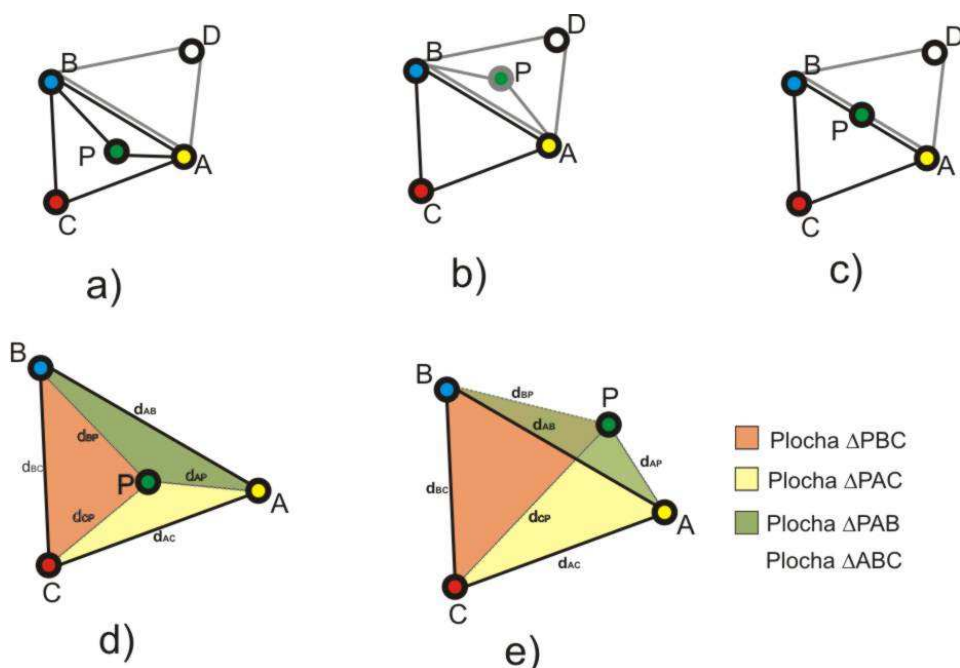 D
B
P
A
C
a)
D
B
P
A
C
b)
D
B
P
A
C
c)
B
dAB
dBP
dBC
P
dAP
A
dCP
dAC
C
d)
B
dBP
P
dAB
dAP
dBC
dCP
A
dAC
C
e)
Plocha ΔPBC
Plocha ΔPAC
Plocha ΔPAB
Plocha ΔABC